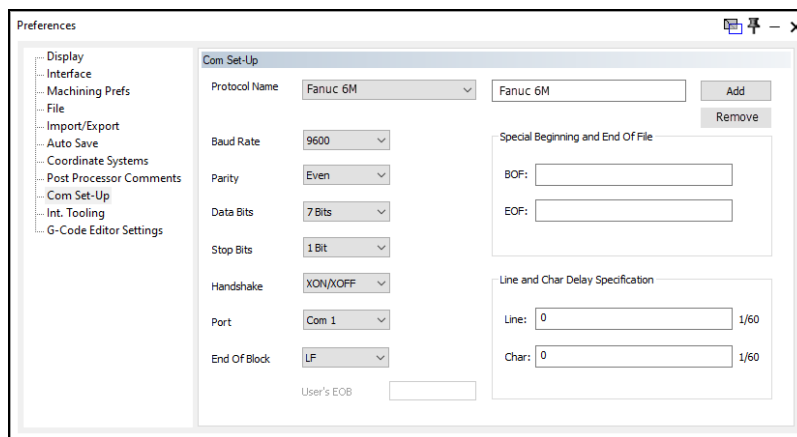 Preferences
Display
Interface
Machining Prefs
File
Import/Export
Auto Save
Coordinate Systems
Post Processor Comments
Com Set-Up
Int. Tooling
G-Code Editor Settings
Com Set-Up
Protocol Name Fanuc 6M Fanuc 6M Add
Remove
Baud Rate 9600
Parity Even
Data Bits 7 Bits
Stop Bits 1 Bit
Handshake XON/XOFF
Port Com 1
End Of Block LF
User's EOB
Special Beginning and End Of File
BOF:
EOF:
Line and Char Delay Specification
Line: 0 1/60
Char: 0 1/60